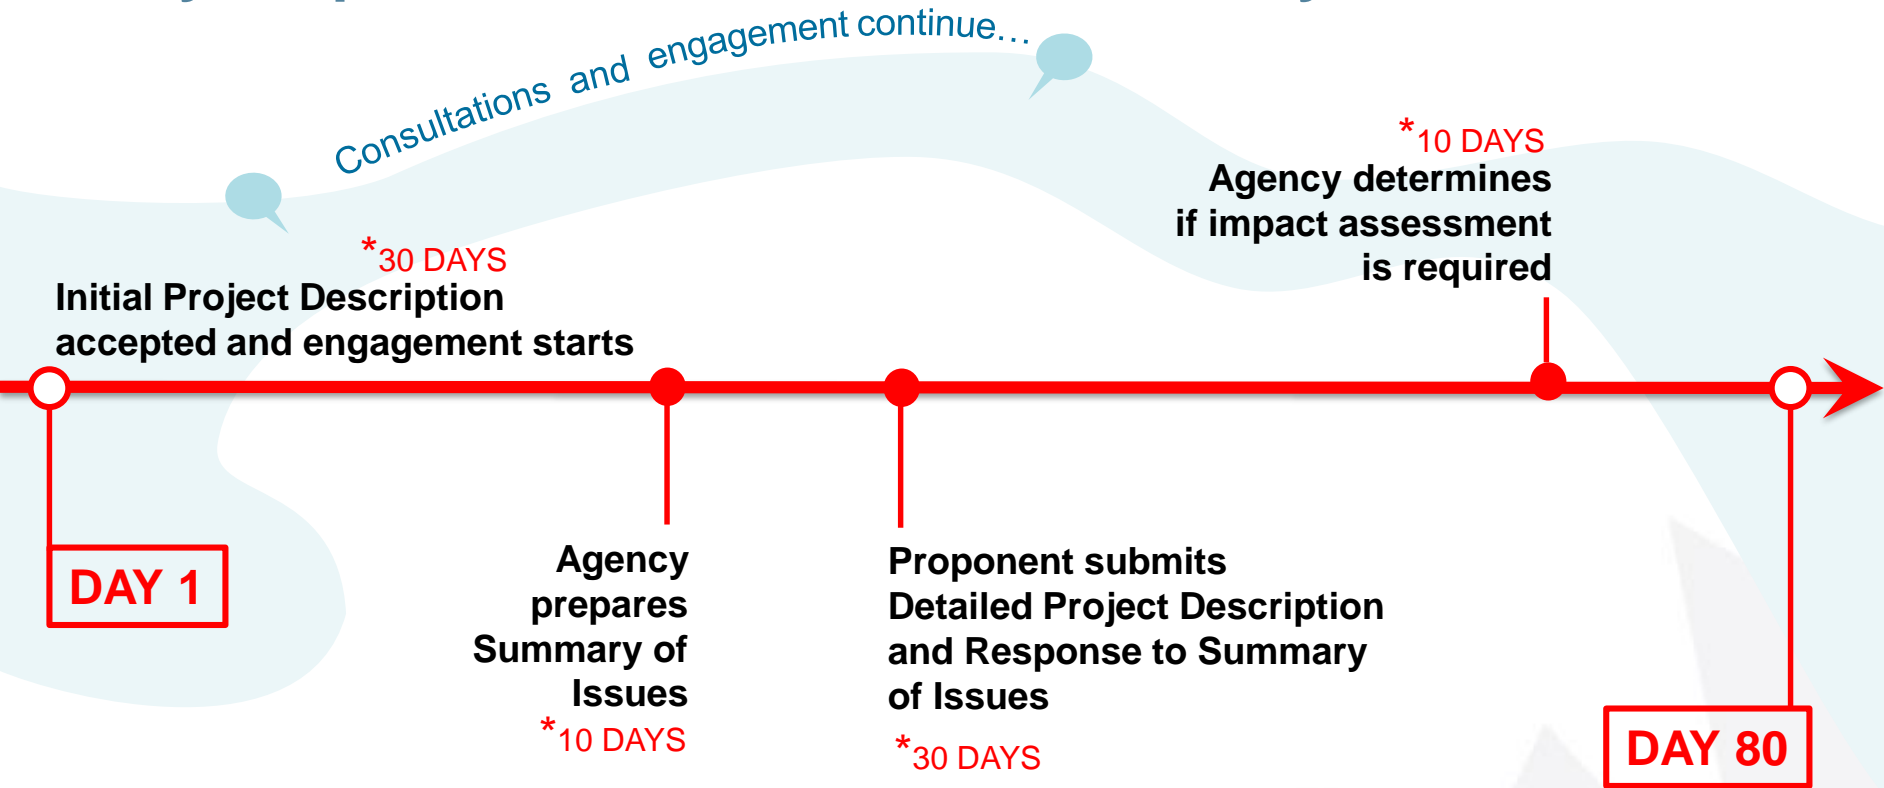 Consultations and engagement continue...
*10 DAYS
Agency determines
if impact assessment
is required
*30 DAYS
Initial Project Description
accepted and engagement starts
DAY 1
Agency
prepares
Summary of
Issues
*10 DAYS
Proponent submits
Detailed Project Description
and Response to Summary
of Issues
*30 DAYS
DAY 80